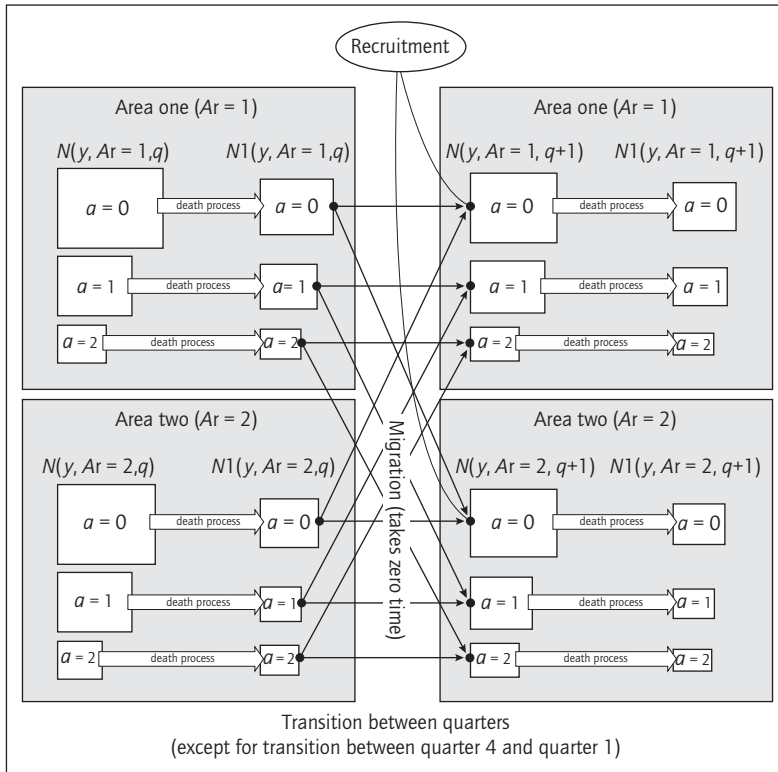 Recruitment
Area one (Ar = 1)
N(y, Ar = 1,q) N1(y, Ar = 1,q)
a = 0 death process a = 0
a = 1 death process a= 1
a = 2 death process a = 2
Area one (Ar = 1)
N(y, Ar = 1, q+1) N1(y, Ar = 1, q+1)
a = 0 death process a = 0
a = 1 death process a = 1
a = 2 death process a = 2
Area two (Ar = 2)
N(y, Ar = 2,q) N1(y, Ar = 2,q)
a = 0 death process a = 0
a = 1 death process a = 1
a = 2 death process a = 2
Migration (takes zero time)
Area two (Ar = 2)
N(y, Ar = 2, q+1) N1(y, Ar = 2, q+1)
a = 0 death process a = 0
a = 1 death process a = 1
a = 2 death process a = 2
Transition between quarters
(except for transition between quarter 4 and quarter 1)